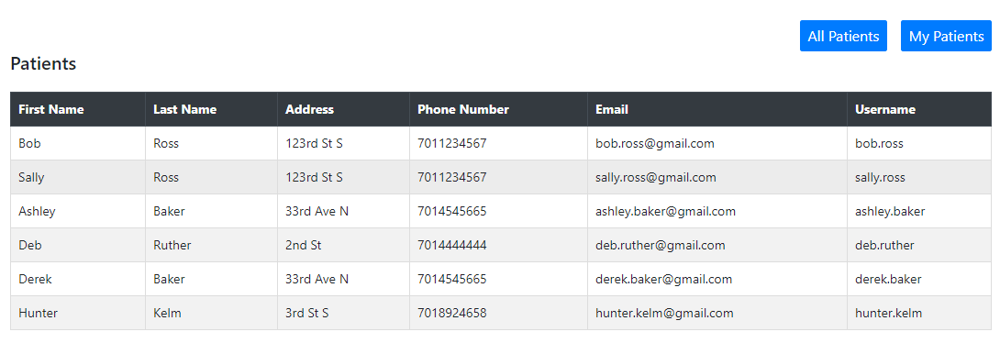 All Patients My Patients
Patients
First Name Last Name Address Phone Number Email Username
Bob Ross 123rd St S 7011234567 bob.ross@gmail.com bob.ross
Sally Ross 123rd St S 7011234567 sally.ross@gmail.com sally.ross
Ashley Baker 33rd Ave N 7014545665 ashley.baker@gmail.com ashley.baker
Deb Ruther 2nd St 7014444444 deb.ruther@gmail.com deb.ruther
Derek Baker 33rd Ave N 7014545665 derek.baker@gmail.com derek.baker
Hunter Kelm 3rd St S 7018924658 hunter.kelm@gmail.com hunter.kelm